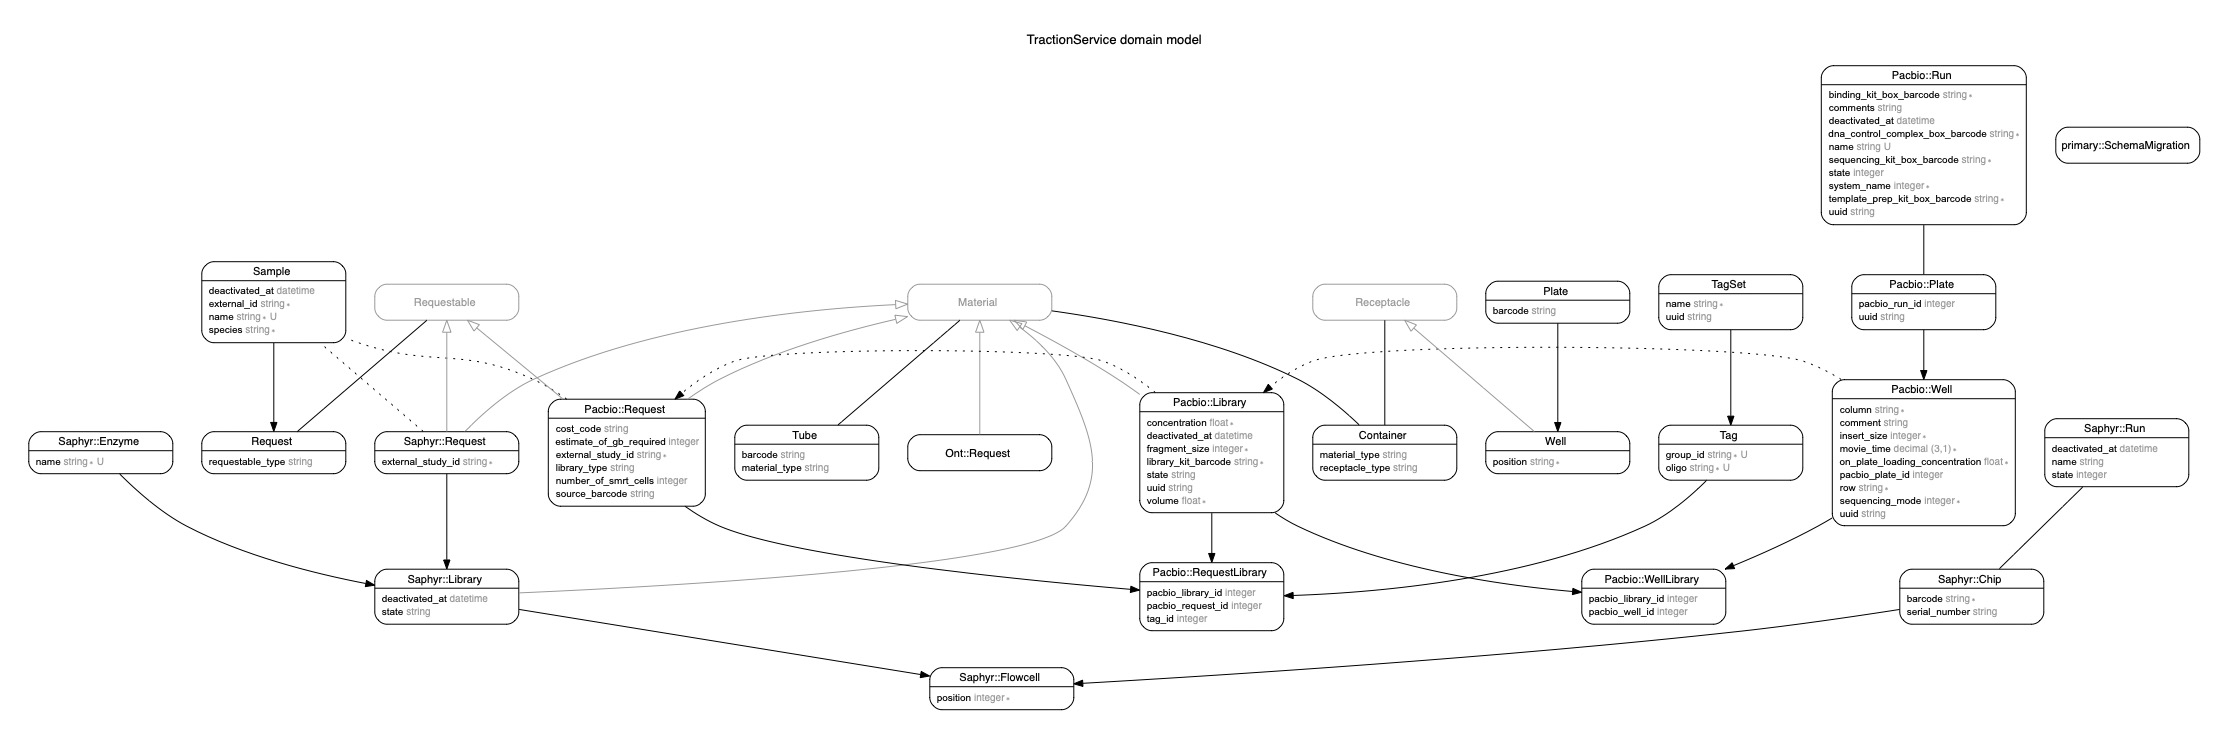 TractionService domain model
Pacbio::Run
binding_kit_box_barcode string *
comments string
deactivated_at datetime
dna_control_complex_box_barcode string *
name string U
sequencing_kit_box_barcode string *
state integer
system_name integer *
template_prep_kit_box_barcode string *
uuid string
primary::SchemaMigration
Sample
deactivated_at datetime
external_id string *
name string * U
species string *
Requestable
Material
Receptacle
Plate
barcode string
TagSet
name string *
uuid string
Pacbio::Plate
pacbio_run_id integer
uuid string
Saphyr::Enzyme
name string * U
Request
requestable_type string
Saphyr::Request
external_study_id string *
Pacbio::Request
cost_code string
estimate_of_gb_required integer
external_study_id string *
library_type string
number_of_smrt_cells integer
source_barcode string
Tube
barcode string
material_type string
Ont::Request
Pacbio::Library
concentration float *
deactivated_at datetime
fragment_size integer *
library_kit_barcode string *
state string
uuid string
volume float *
Container
material_type string
receptacle_type string
Well
position string *
Tag
group_id string * U
oligo string * U
Pacbio::Well
column string *
comment string
insert_size integer *
movie_time decimal (3,1) *
on_plate_loading_concentration float *
pacbio_plate_id integer
row string *
sequencing_mode integer *
uuid string
Saphyr::Run
deactivated_at datetime
name string
state integer
Saphyr::Library
deactivated_at datetime
state string
Pacbio::RequestLibrary
pacbio_library_id integer
pacbio_request_id integer
tag_id integer
Pacbio::WellLibrary
pacbio_library_id integer
pacbio_well_id integer
Saphyr::Chip
barcode string *
serial_number string
Saphyr::Flowcell
position integer *